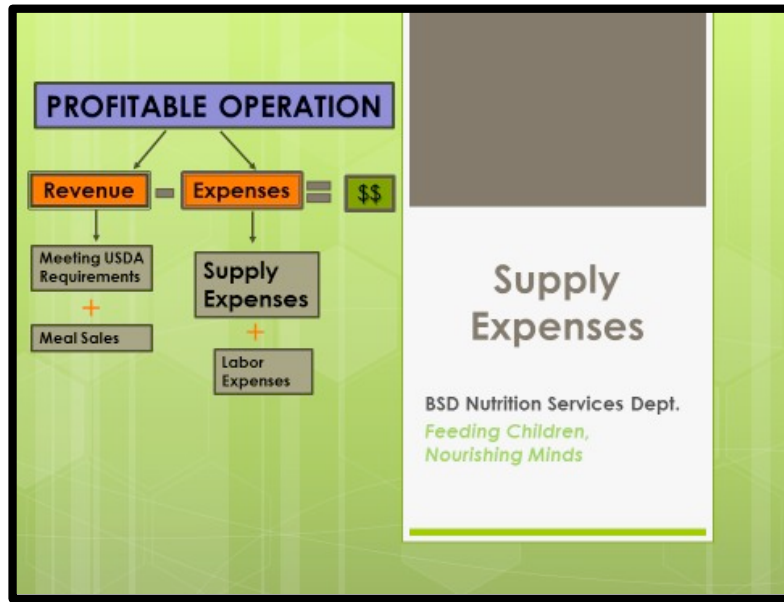 PROFITABLE OPERATION
Revenue - Expenses = $$
Meeting USDA
Requirements
+
Meal Sales
Supply
Expenses
+
Labor
Expenses
Supply
Expenses
BSD Nutrition Services Dept.
Feeding Children,
Nourishing Minds